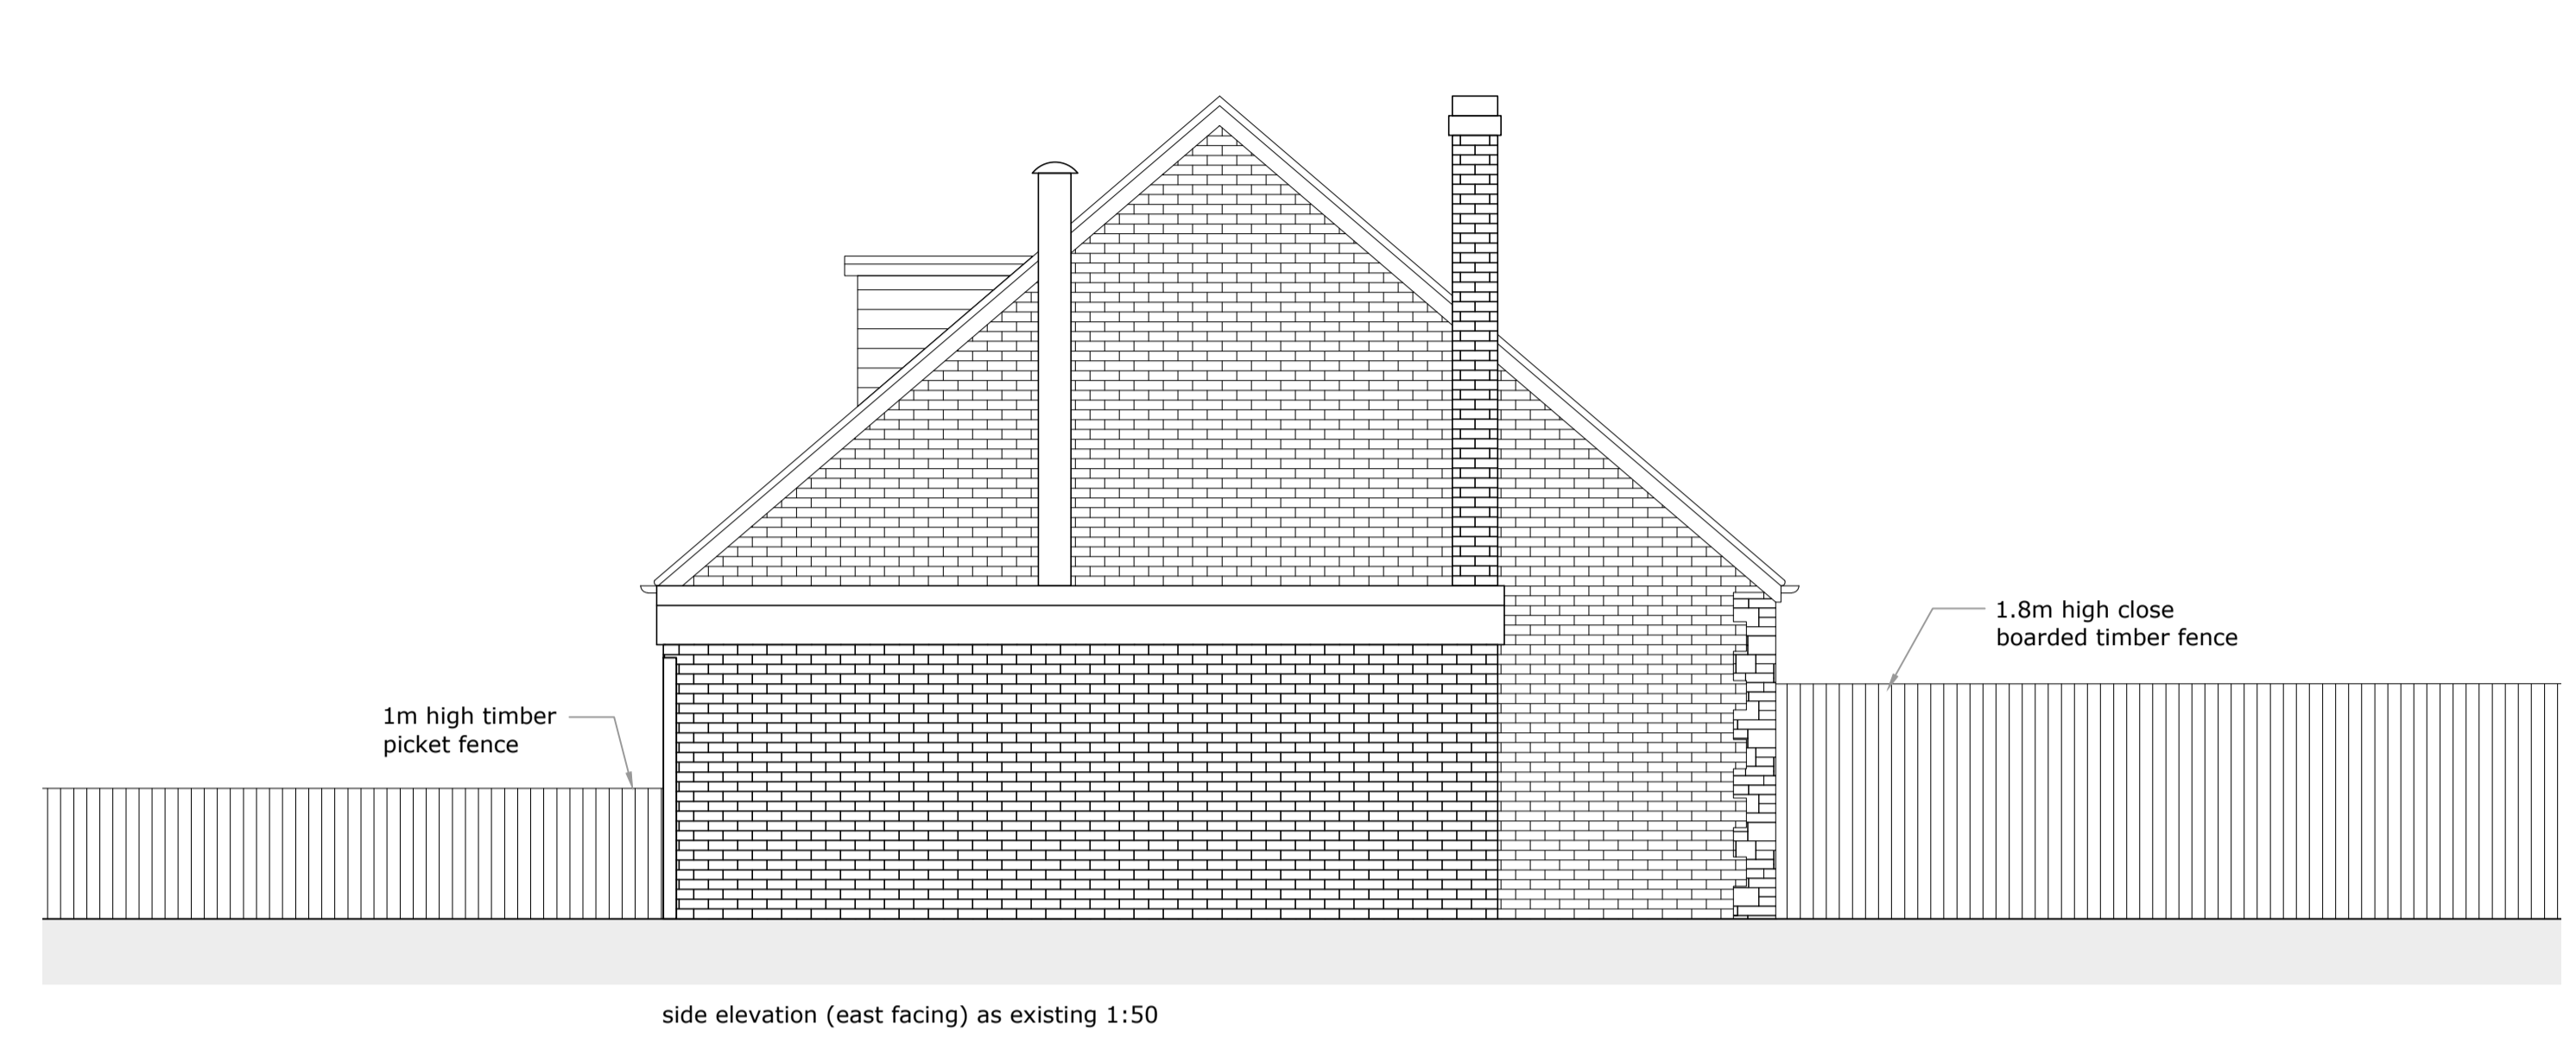 1.8m high close
boarded timber fence
1m high timber
picket fence
side elevation (east facing) as existing 1:50